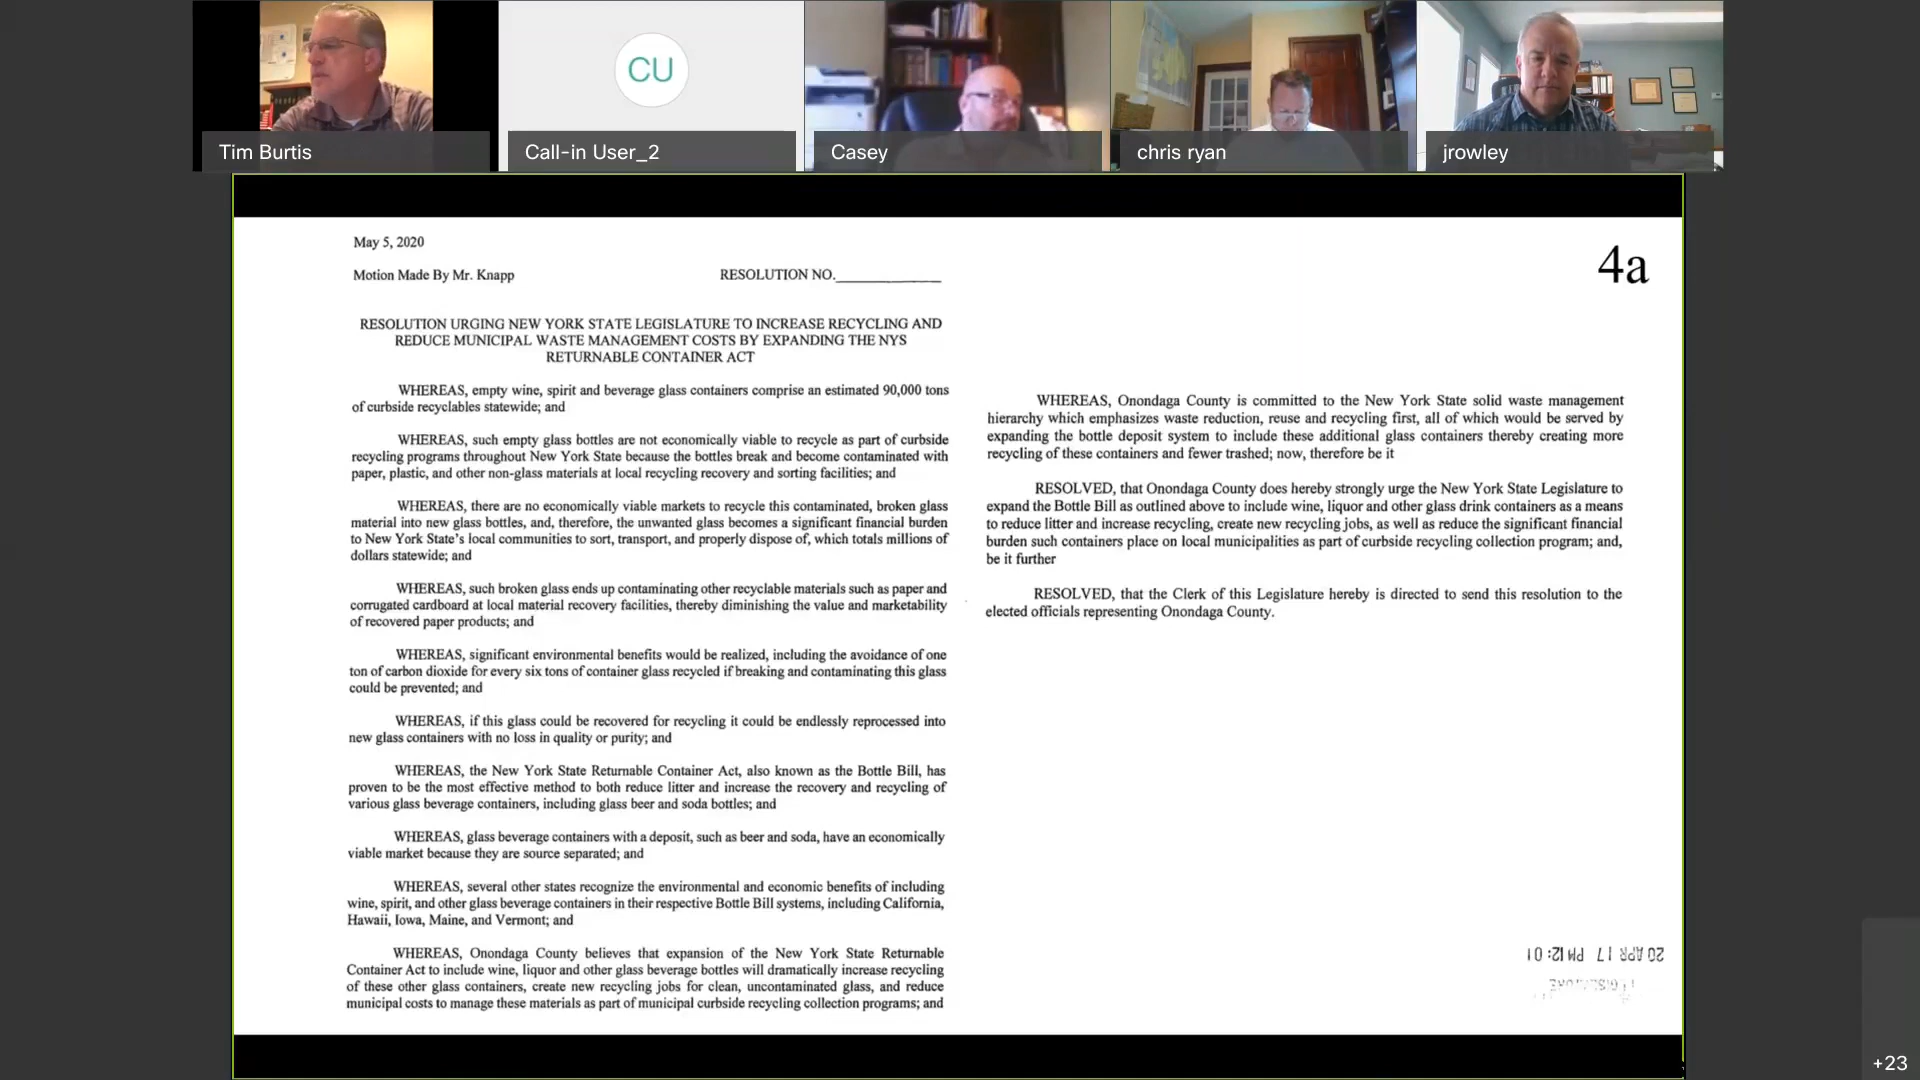 CU
Tim Burtis
Call-in User_2
Casey
chris ryan
jrowley
May 5, 2020
Motion Made By Mr. Knapp
RESOLUTION NO.
RESOLUTION URGING NEW YORK STATE LEGISLATURE TO INCREASE RECYCLING AND
REDUCE MUNICIPAL WASTE MANAGEMENT COSTS BY EXPANDING THE NYS
RETURNABLE CONTAINER ACT
WHEREAS, empty wine, spirit and beverage glass containers comprise an estimated 90,000 tons
of curbside recyclables statewide; and
WHEREAS, such empty glass bottles are not economically viable to recycle as part of curbside
recycling programs throughout New York State because the bottles break and become contaminated with
paper, plastic, and other non-glass materials at local recycling recovery and sorting facilities; and
WHEREAS, there are no economically viable markets to recycle this contaminated, broken glass
material into new glass bottles, and, therefore, the unwanted glass becomes a significant financial burden
to New York State's local communities to sort, transport, and properly dispose of, which totals millions of
dollars statewide; and
WHEREAS, such broken glass ends up contaminating other recyclable materials such as paper and
corrugated cardboard at local material recovery facilities, thereby diminishing the value and marketability
of recovered paper products; and
WHEREAS, significant environmental benefits would be realized, including the avoidance of one
ton of carbon dioxide for every six tons of container glass recycled if breaking and contaminating this glass
could be prevented; and
WHEREAS, if this glass could be recovered for recycling it could be endlessly reprocessed into
new glass containers with no loss in quality or purity; and
WHEREAS, the New York State Returnable Container Act, also known as the Bottle Bill, has
proven to be the most effective method to both reduce litter and increase the recovery and recycling of
various glass beverage containers, including glass beer and soda bottles; and
WHEREAS, glass beverage containers with a deposit, such as beer and soda, have an economically
viable market because they are source separated; and
WHEREAS, several other states recognize the environmental and economic benefits of including
wine, spirit, and other glass beverage containers in their respective Bottle Bill systems, including California,
Hawaii, Iowa, Maine, and Vermont; and
WHEREAS, Onondaga County believes that expansion of the New York State Returnable
Container Act to include wine, liquor and other glass beverage bottles will dramatically increase recycling
of these other glass containers, create new recycling jobs for clean, uncontaminated glass, and reduce
municipal costs to manage these materials as part of municipal curbside recycling collection programs; and
4a
WHEREAS, Onondaga County is committed to the New York State solid waste management
hierarchy which emphasizes waste reduction, reuse and recycling first, all of which would be served by
expanding the bottle deposit system to include these additional glass containers thereby creating more
recycling of these containers and fewer trashed; now, therefore be it
RESOLVED, that Onondaga County does hereby strongly urge the New York State Legislature to
expand the Bottle Bill as outlined above to include wine, liquor and other glass drink containers as a means
to reduce litter and increase recycling, create new recycling jobs, as well as reduce the significant financial
burden such containers place on local municipalities as part of curbside recycling collection program; and,
be it further
RESOLVED, that the Clerk of this Legislature hereby is directed to send this resolution to the
elected officials representing Onondaga County.
20 APR 17 PM 12:01
+23